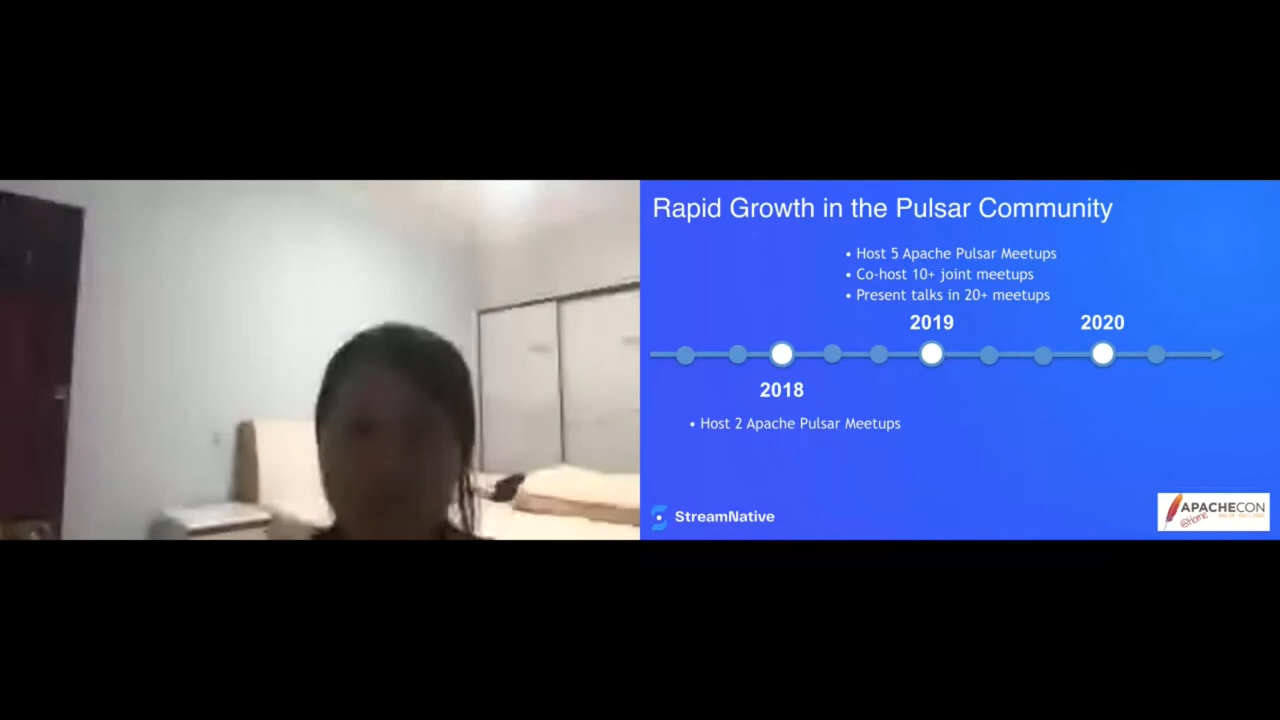 Rapid Growth in the Pulsar Community
• Host 5 Apache Pulsar Meetups
• Co-host 10+ joint meetups
• Present talks in 20+ meetups
2019
2020
2018
• Host 2 Apache Pulsar Meetups
StreamNative
APACHECON
@Home